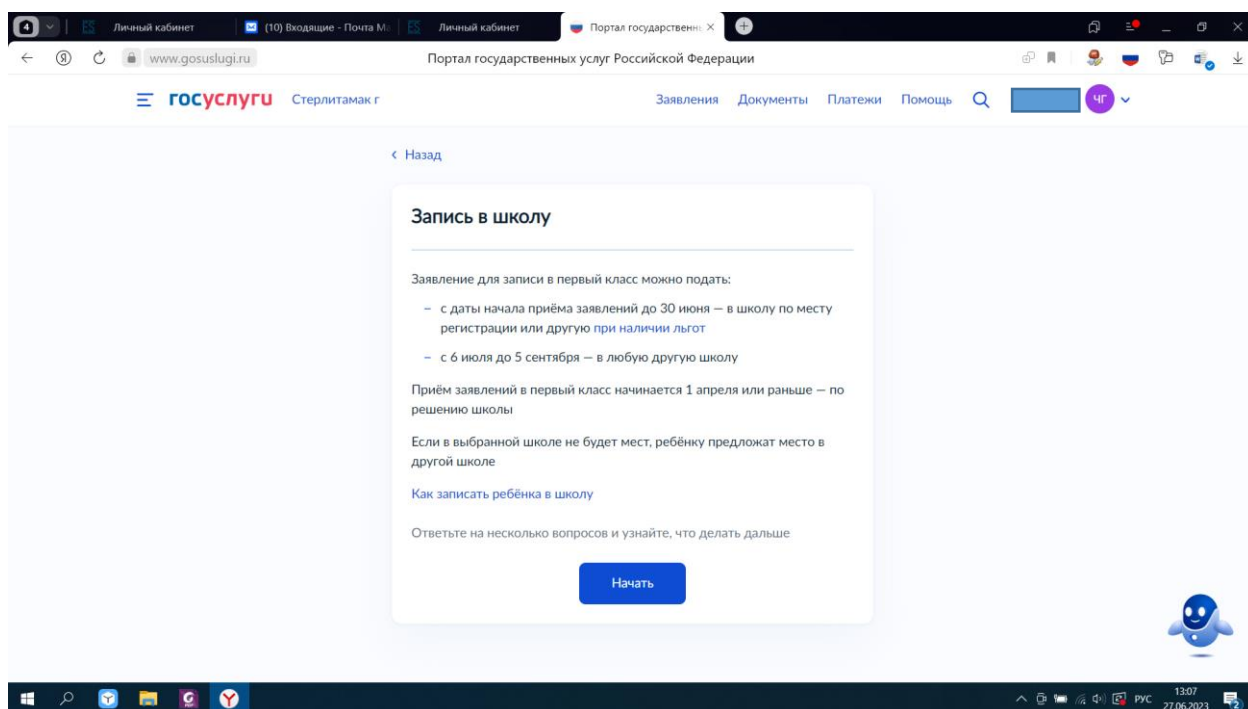 4
ES Личный кабинет
(10) Входящие - Почта Ma
ES Личный кабинет
Портал государственн
Я
www.gosuslugi.ru
Портал государственных услуг Российской Федерации
госуслуги
Стерлитамак г
Заявления Документы Платежи Помощь
ЧГ
Назад
Запись в школу
Заявление для записи в первый класс можно подать:
– с даты начала приёма заявлений до 30 июня — в школу по месту
регистрации или другую при наличии льгот
– с 6 июля до 5 сентября — в любую другую школу
Приём заявлений в первый класс начинается 1 апреля или раньше — по
решению школы
Если в выбранной школе не будет мест, ребёнку предложат место в
другой школе
Как записать ребёнка в школу
Ответьте на несколько вопросов и узнайте, что делать дальше
Начать
РУС
13:07
27.06.2023